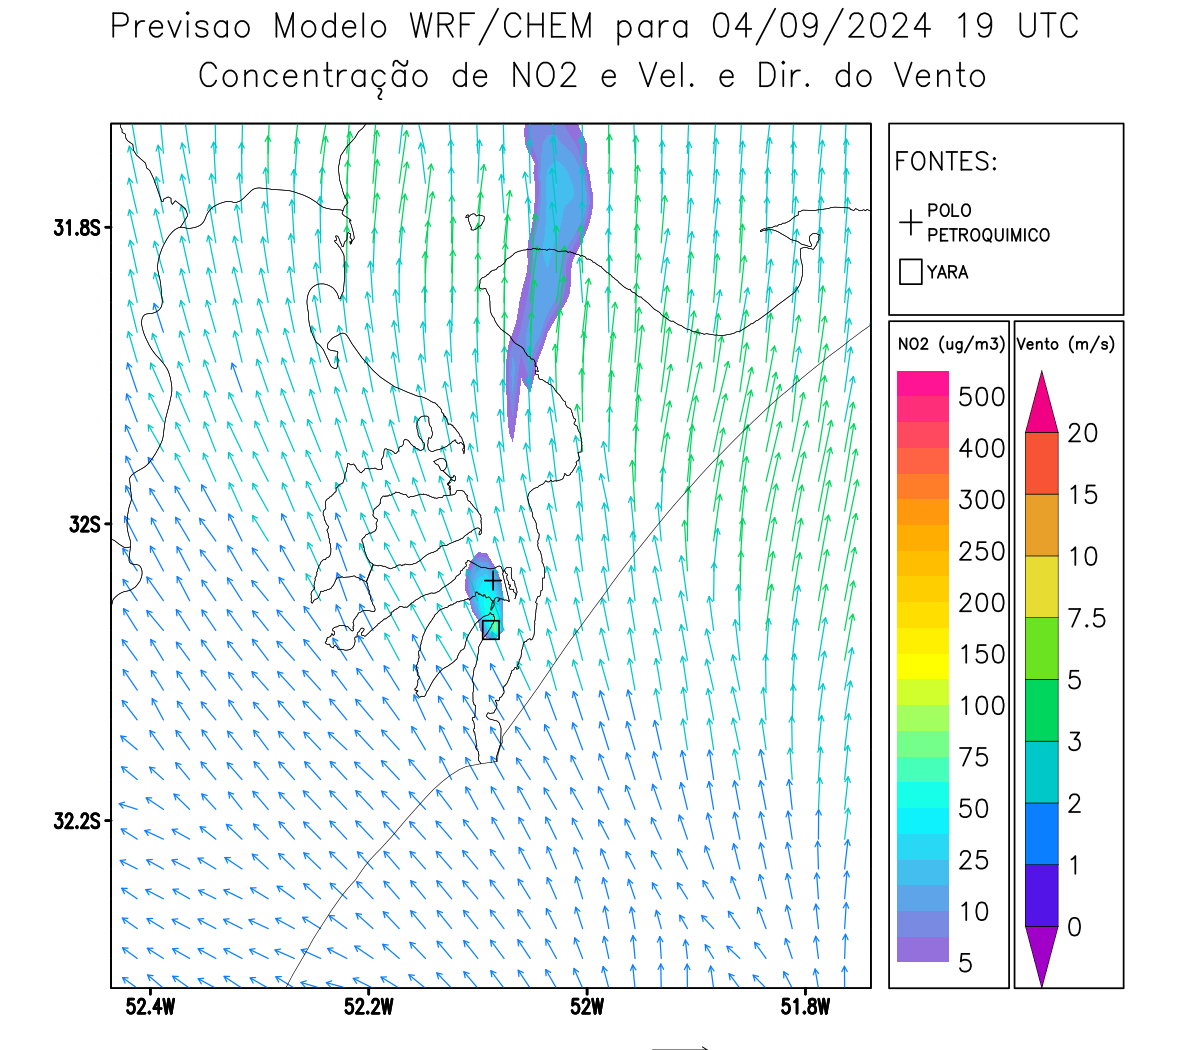 Previsao Modelo WRF/CHEM para 04/09/2024 19 UTC
Concentração de NO2 e Vel. e Dir. do Vento
FONTES:
POLO
PETROQUIMICO
YARA
NO2 (ug/m3)
500
400
300
250
200
150
100
75
50
25
10
5
Vento (m/s)
20
15
10
7.5
5
3
2
1
0
31.8S
32S
32.2S
52.4W
52.2W
52W
51.8W